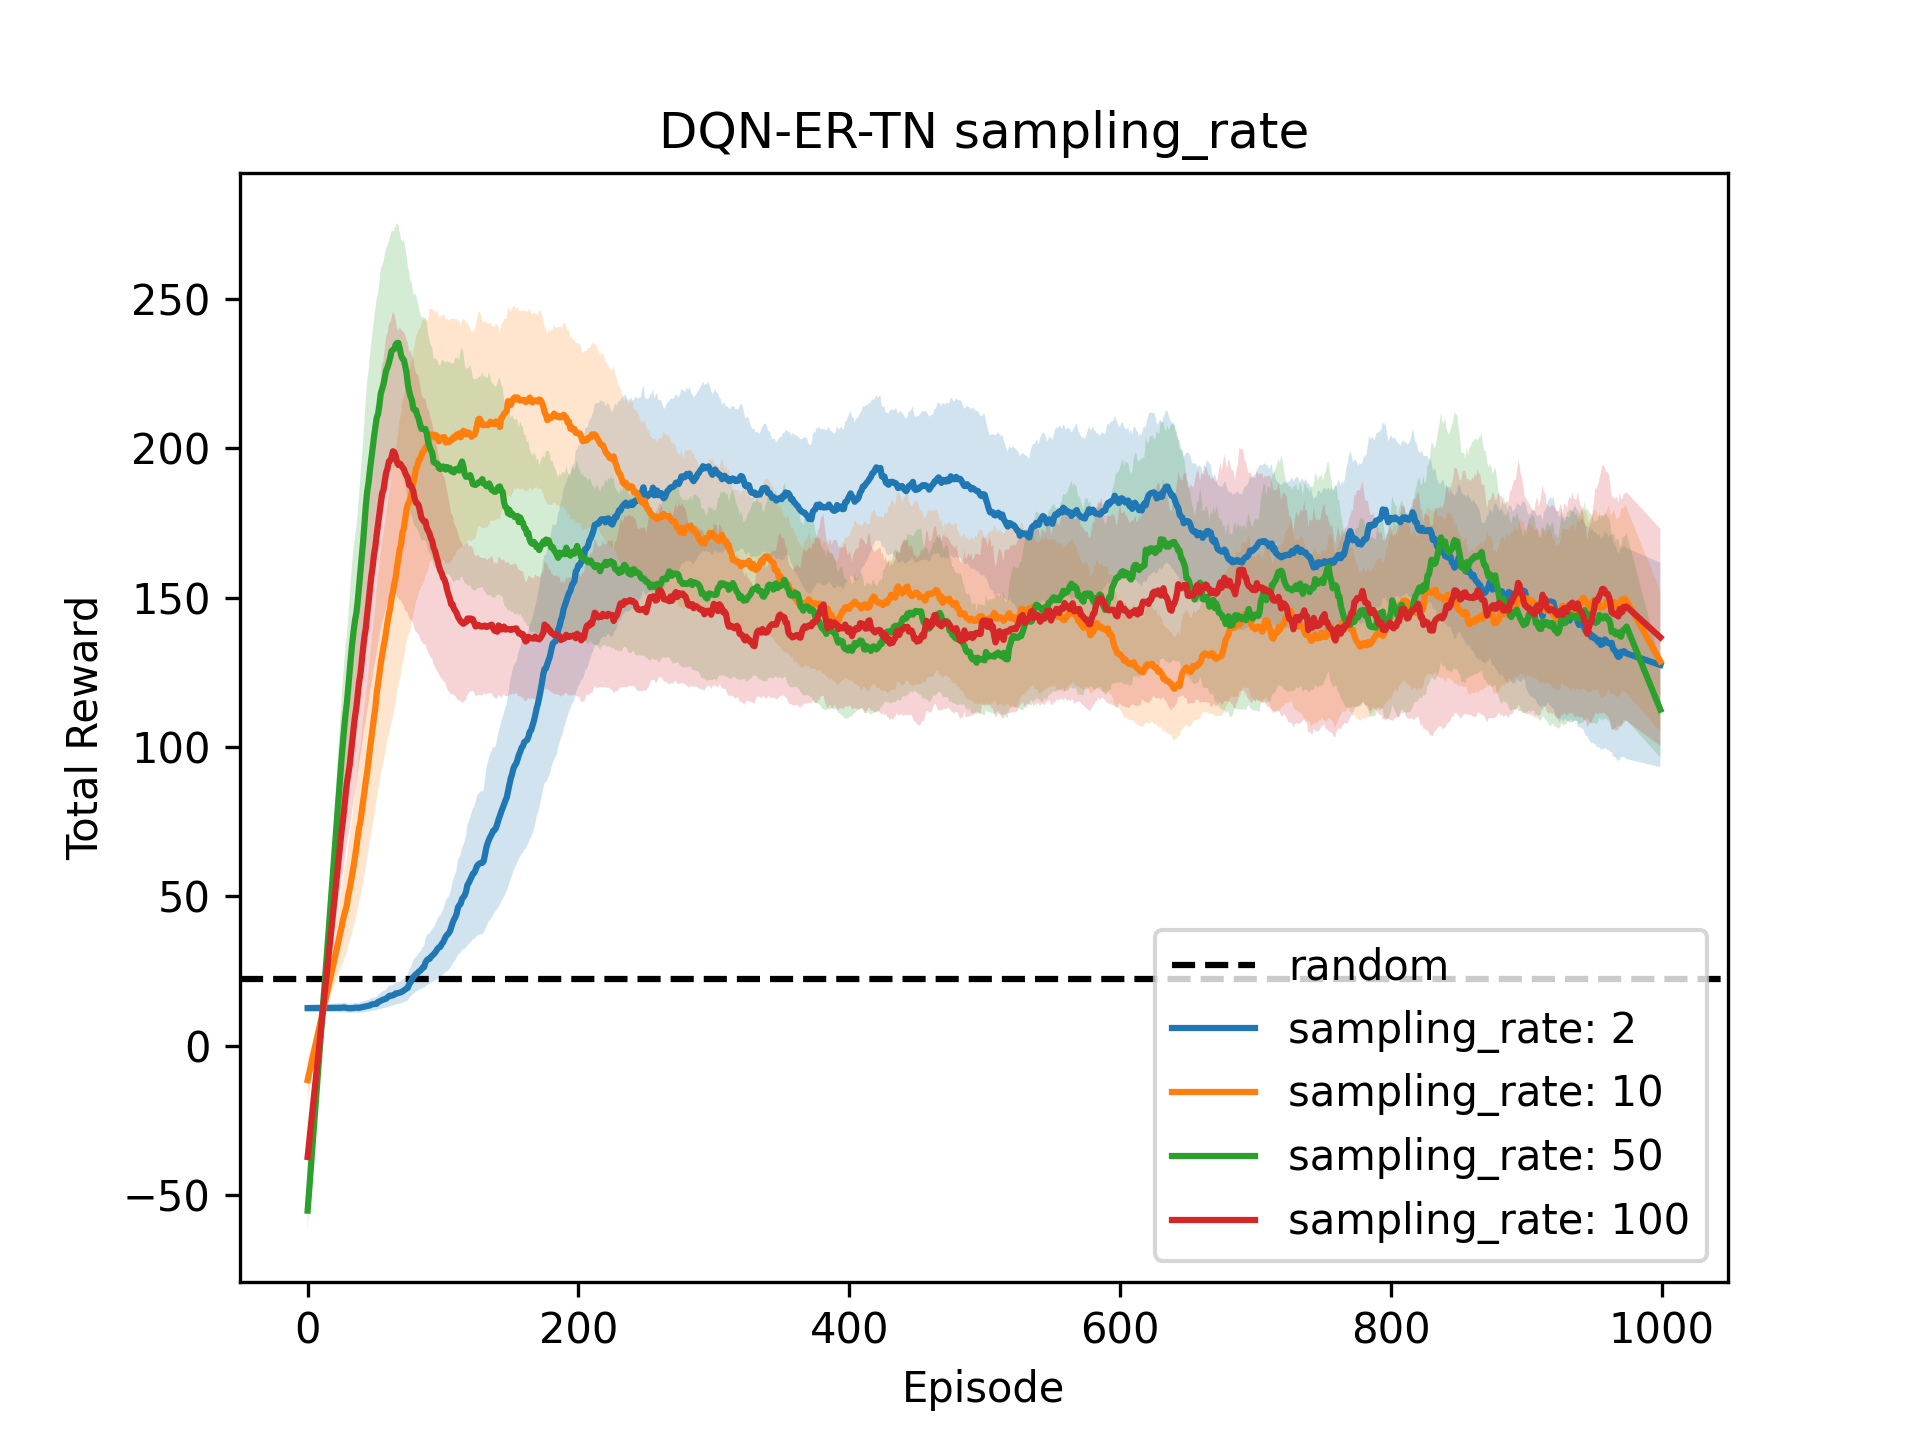 DQN-ER-TN sampling_rate
Total Reward
250
200
150
100
50
0
−50
0 200 400 600 800 1000
Episode
random
sampling_rate: 2
sampling_rate: 10
sampling_rate: 50
sampling_rate: 100